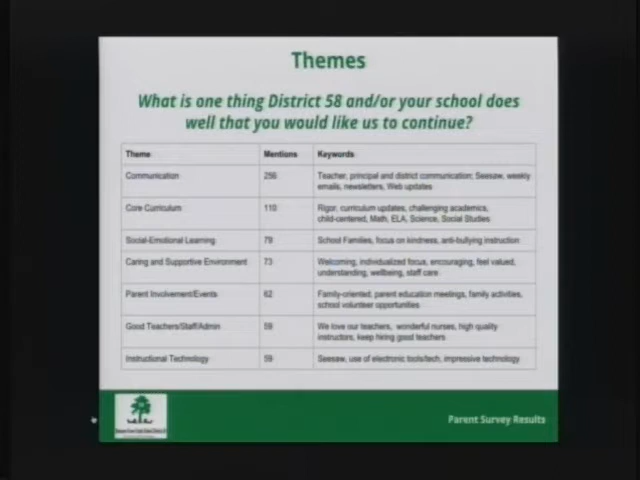 Themes
What is one thing District 58 and/or your school does
well that you would like us to continue?
Theme Mentions Keywords
Communication 256 Teacher, principal and district communication; Seesaw, weekly
emails, newsletters, Web updates
Core Curriculum 110 Rigor, curriculum updates, challenging academics,
child-centered, Math, ELA, Science, Social Studies
Social-Emotional Learning 79 School Families, focus on kindness, anti-bullying instruction
Caring and Supportive Environment 73 Welcoming, individualized focus, encouraging, feel valued,
understanding, wellbeing, staff care
Parent Involvement/Events 62 Family-oriented, parent education meetings, family activities,
school volunteer opportunities
Good Teachers/Staff/Admin 59 We love our teachers, wonderful nurses, high quality
instructors, keep hiring good teachers
Instructional Technology 59 Seesaw, use of electronic tools/tech, impressive technology
Parent Survey Results